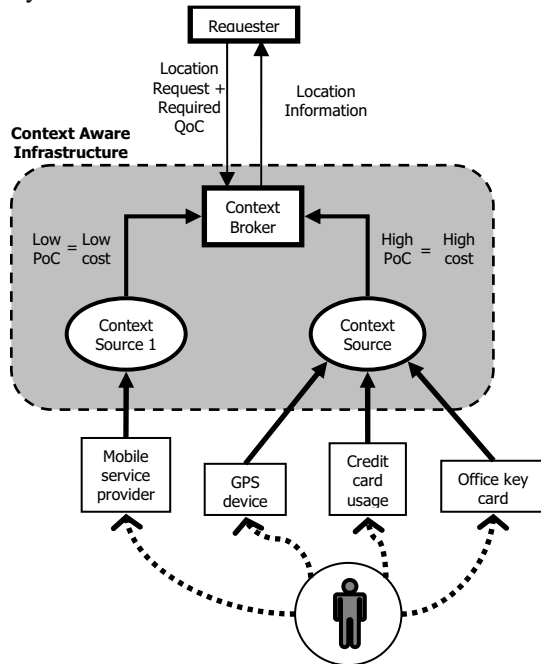 Requester
Location
Request +
Required
QoC
Location
Information
Context Aware
Infrastructure
Context
Broker
Low = Low
PoC cost
High = High
PoC cost
Context
Source 1
Context
Source
Mobile
service
provider
GPS
device
Credit
card
usage
Office key
card